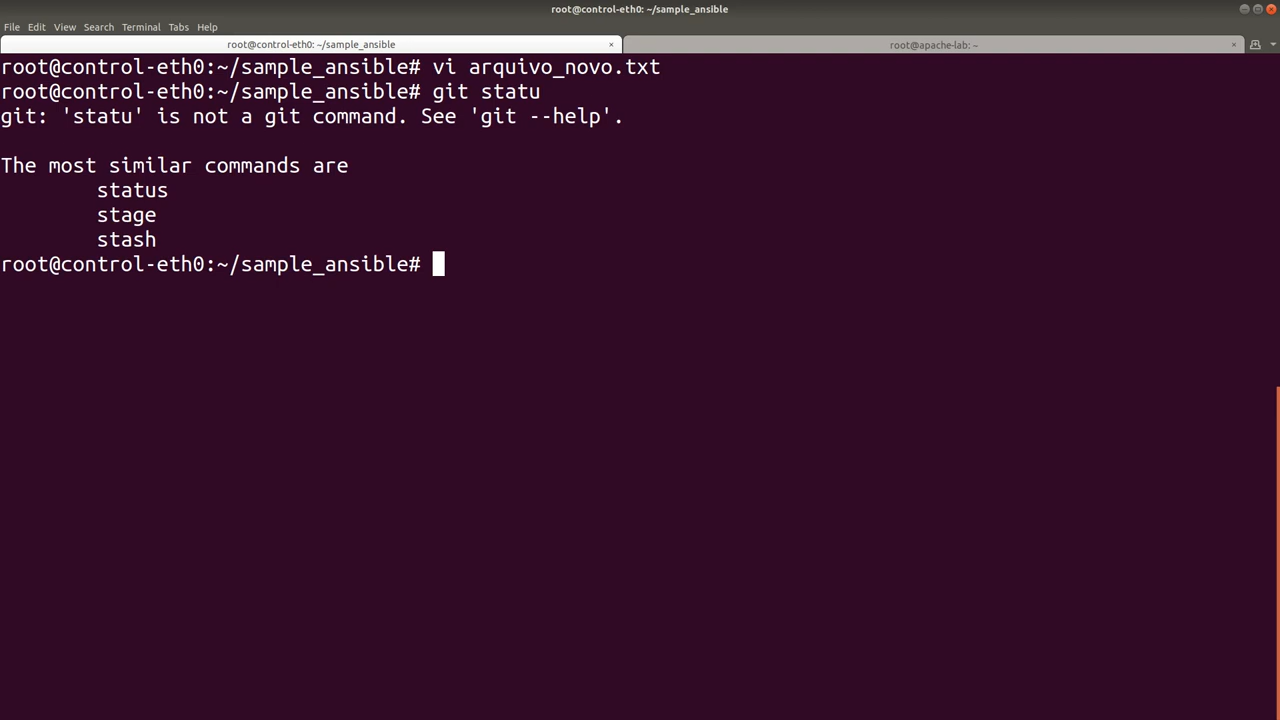 root@control-eth0: ~/sample_ansible
File Edit View Search Terminal Tabs Help
root@control-eth0: ~/sample_ansible × root@apache-lab: ~ ×
root@control-eth0:~/sample_ansible# vi arquivo_novo.txt
root@control-eth0:~/sample_ansible# git statu
git: 'statu' is not a git command. See 'git --help'.
The most similar commands are
status
stage
stash
root@control-eth0:~/sample_ansible#